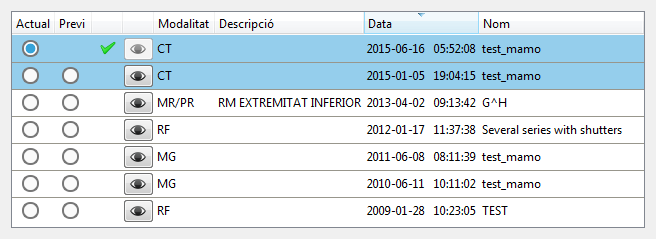 Actual Previ Modalitat Descripció Data Nom
CT 2015-06-16 05:52:08 test_mamo
CT 2015-01-05 19:04:15 test_mamo
MR/PR RM EXTREMITAT INFERIOR 2013-04-02 09:13:42 G^H
RF 2012-01-17 11:37:38 Several series with shutters
MG 2011-06-08 08:11:39 test_mamo
MG 2010-06-11 10:11:02 test_mamo
RF 2009-01-28 10:23:05 TEST